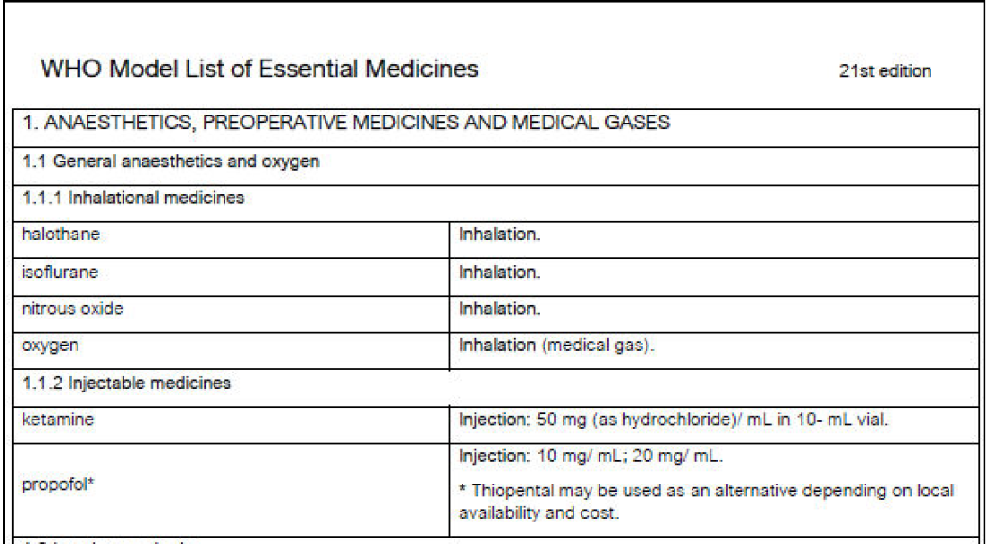 WHO Model List of Essential Medicines 21st edition
1. ANAESTHETICS, PREOPERATIVE MEDICINES AND MEDICAL GASES
1.1 General anaesthetics and oxygen
1.1.1 Inhalational medicines
halothane Inhalation.
isoflurane Inhalation.
nitrous oxide Inhalation.
oxygen Inhalation (medical gas).
1.1.2 Injectable medicines
ketamine Injection: 50 mg (as hydrochloride)/ mL in 10- mL vial.
propofol*
Injection: 10 mg/ mL; 20 mg/ mL.
* Thiopental may be used as an alternative depending on local
availability and cost.